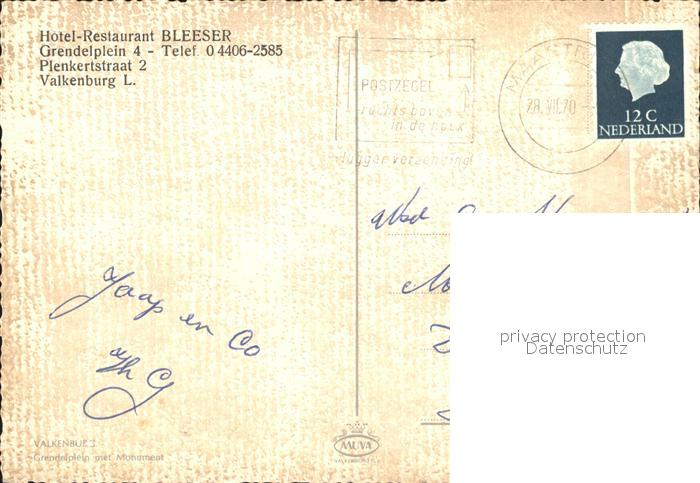 Hotel-Restaurant BLEESER
Grendelplein 4 - Telef. 0 4406-2585
Plenkertstraat 2
Valkenburg L.
POSTZEGEL
rechts boven
in de hoek
vlugger verzending!
28.VII.70
12 C
NEDERLAND
Jaap en Co
privacy protection
Datenschutz
MUVA
VALKENBURG
Grendelplein met Monument